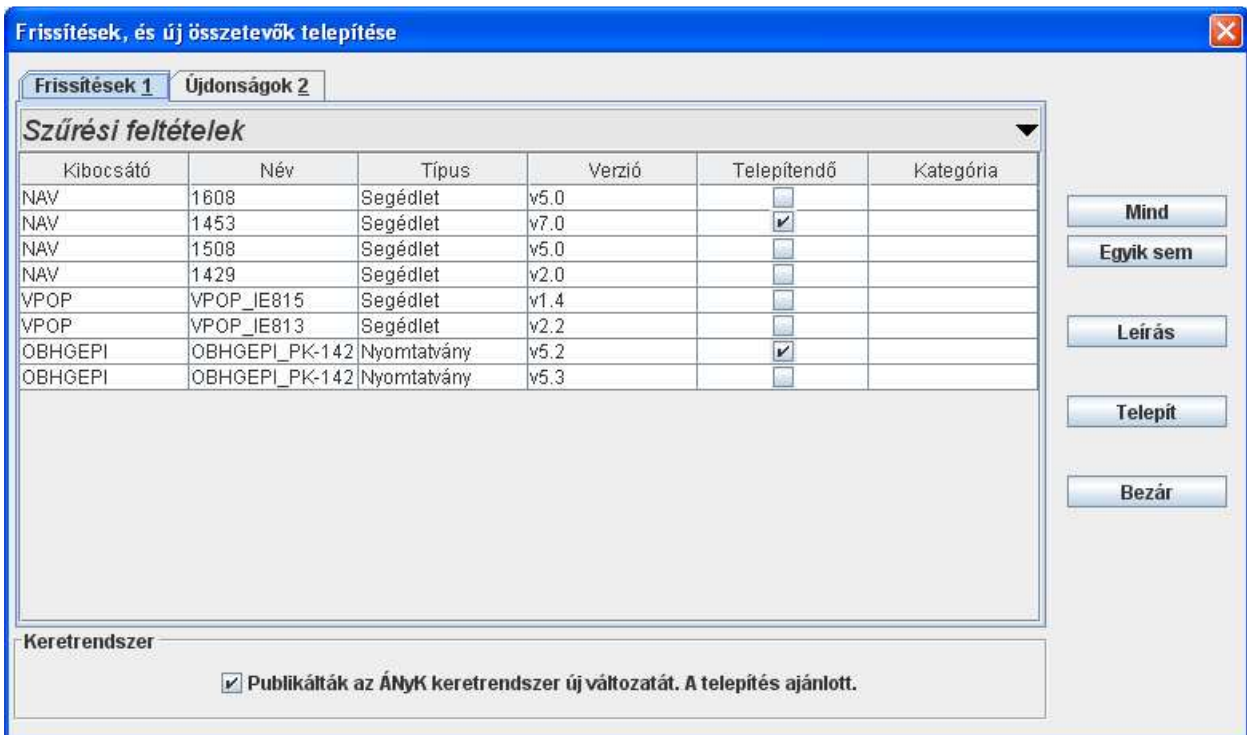 Frissítések, és új összetevők telepítése
Frissítések 1 Újdonságok 2
Szűrési feltételek
Kibocsátó Név Típus Verzió Telepítendő Kategória
NAV 1608 Segédlet v5.0
NAV 1453 Segédlet v7.0
NAV 1508 Segédlet v5.0
NAV 1429 Segédlet v2.0
VPOP VPOP_IE815 Segédlet v1.4
VPOP VPOP_IE813 Segédlet v2.2
OBHGEPI OBHGEPI_PK-142 Nyomtatvány v5.2
OBHGEPI OBHGEPI_PK-142 Nyomtatvány v5.3
Mind
Egyik sem
Leírás
Telepít
Bezár
Keretrendszer
Publikálták az ÁNyK keretrendszer új változatát. A telepítés ajánlott.